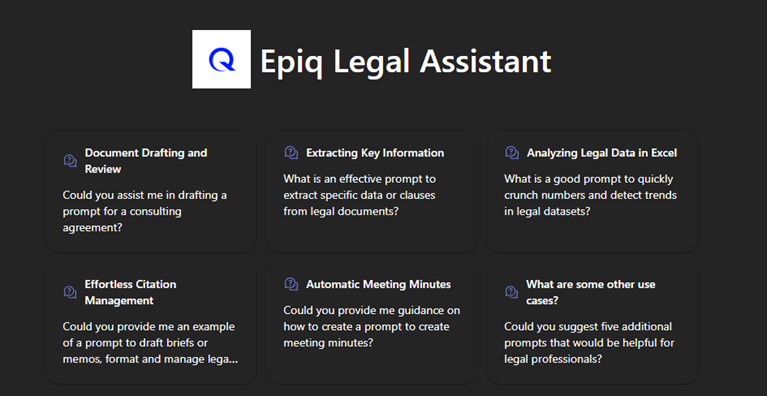 Epiq Legal Assistant
Document Drafting and
Review
Could you assist me in drafting a
prompt for a consulting
agreement?
Extracting Key Information
What is an effective prompt to
extract specific data or clauses
from legal documents?
Analyzing Legal Data in Excel
What is a good prompt to quickly
crunch numbers and detect trends
in legal datasets?
Effortless Citation
Management
Could you provide me an example
of a prompt to draft briefs or
memos, format and manage lega...
Automatic Meeting Minutes
Could you provide me guidance on
how to create a prompt to create
meeting minutes?
What are some other use
cases?
Could you suggest five additional
prompts that would be helpful for
legal professionals?